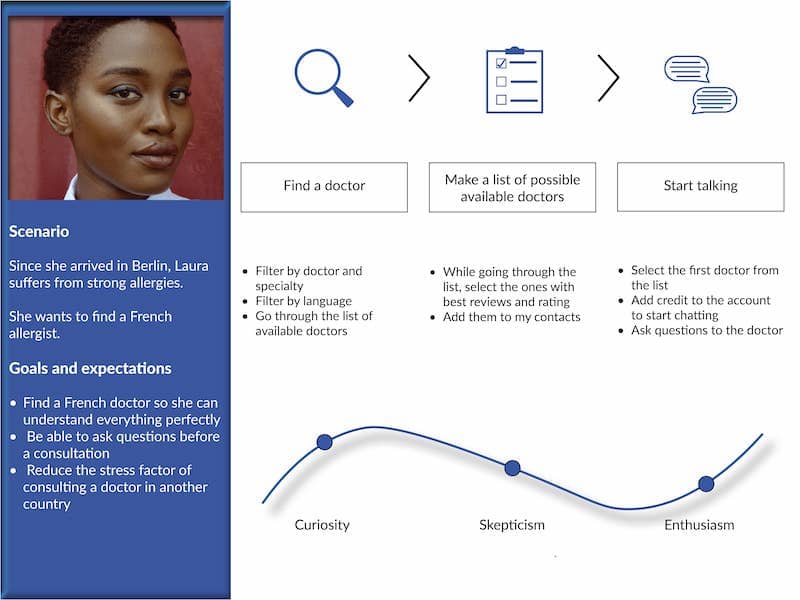 Scenario
Since she arrived in Berlin, Laura
suffers from strong allergies.
She wants to find a French
allergist.
Goals and expectations
• Find a French doctor so she can
understand everything perfectly
• Be able to ask questions before
a consultation
• Reduce the stress factor of
consulting a doctor in another
country
Find a doctor
• Filter by doctor and
specialty
• Filter by language
• Go through the list of
available doctors
Make a list of possible
available doctors
• While going through the
list, select the ones with
best reviews and rating
• Add them to my contacts
Start talking
• Select the first doctor from
the list
• Add credit to the account
to start chatting
• Ask questions to the doctor
Curiosity
Skepticism
Enthusiasm